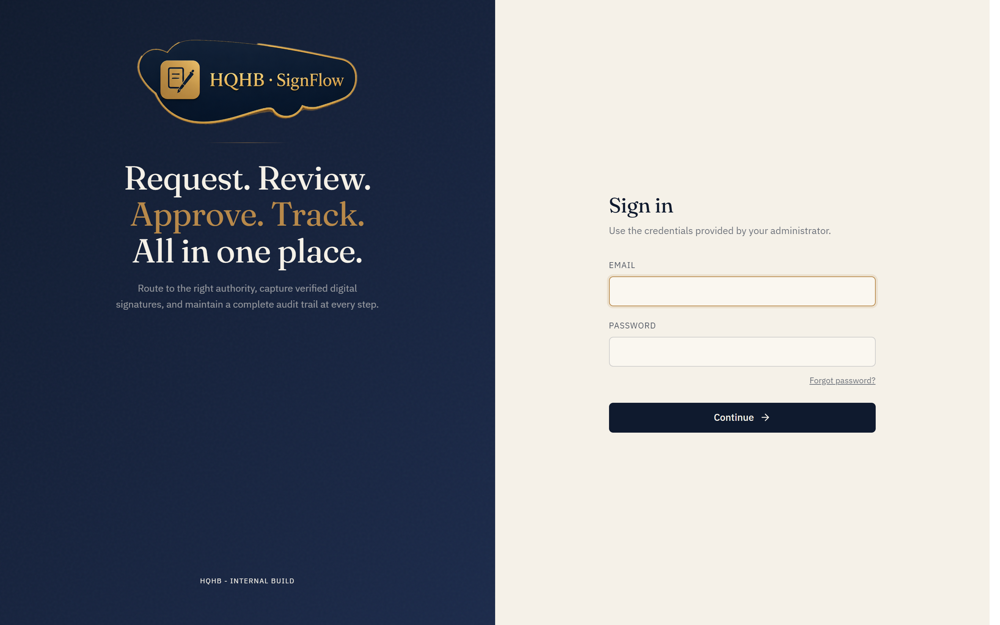 HQHB · SignFlow
Request. Review.
Approve. Track.
All in one place.
Route to the right authority, capture verified digital
signatures, and maintain a complete audit trail at every step.
HQHB - INTERNAL BUILD
Sign in
Use the credentials provided by your administrator.
EMAIL
PASSWORD
Forgot password?
Continue